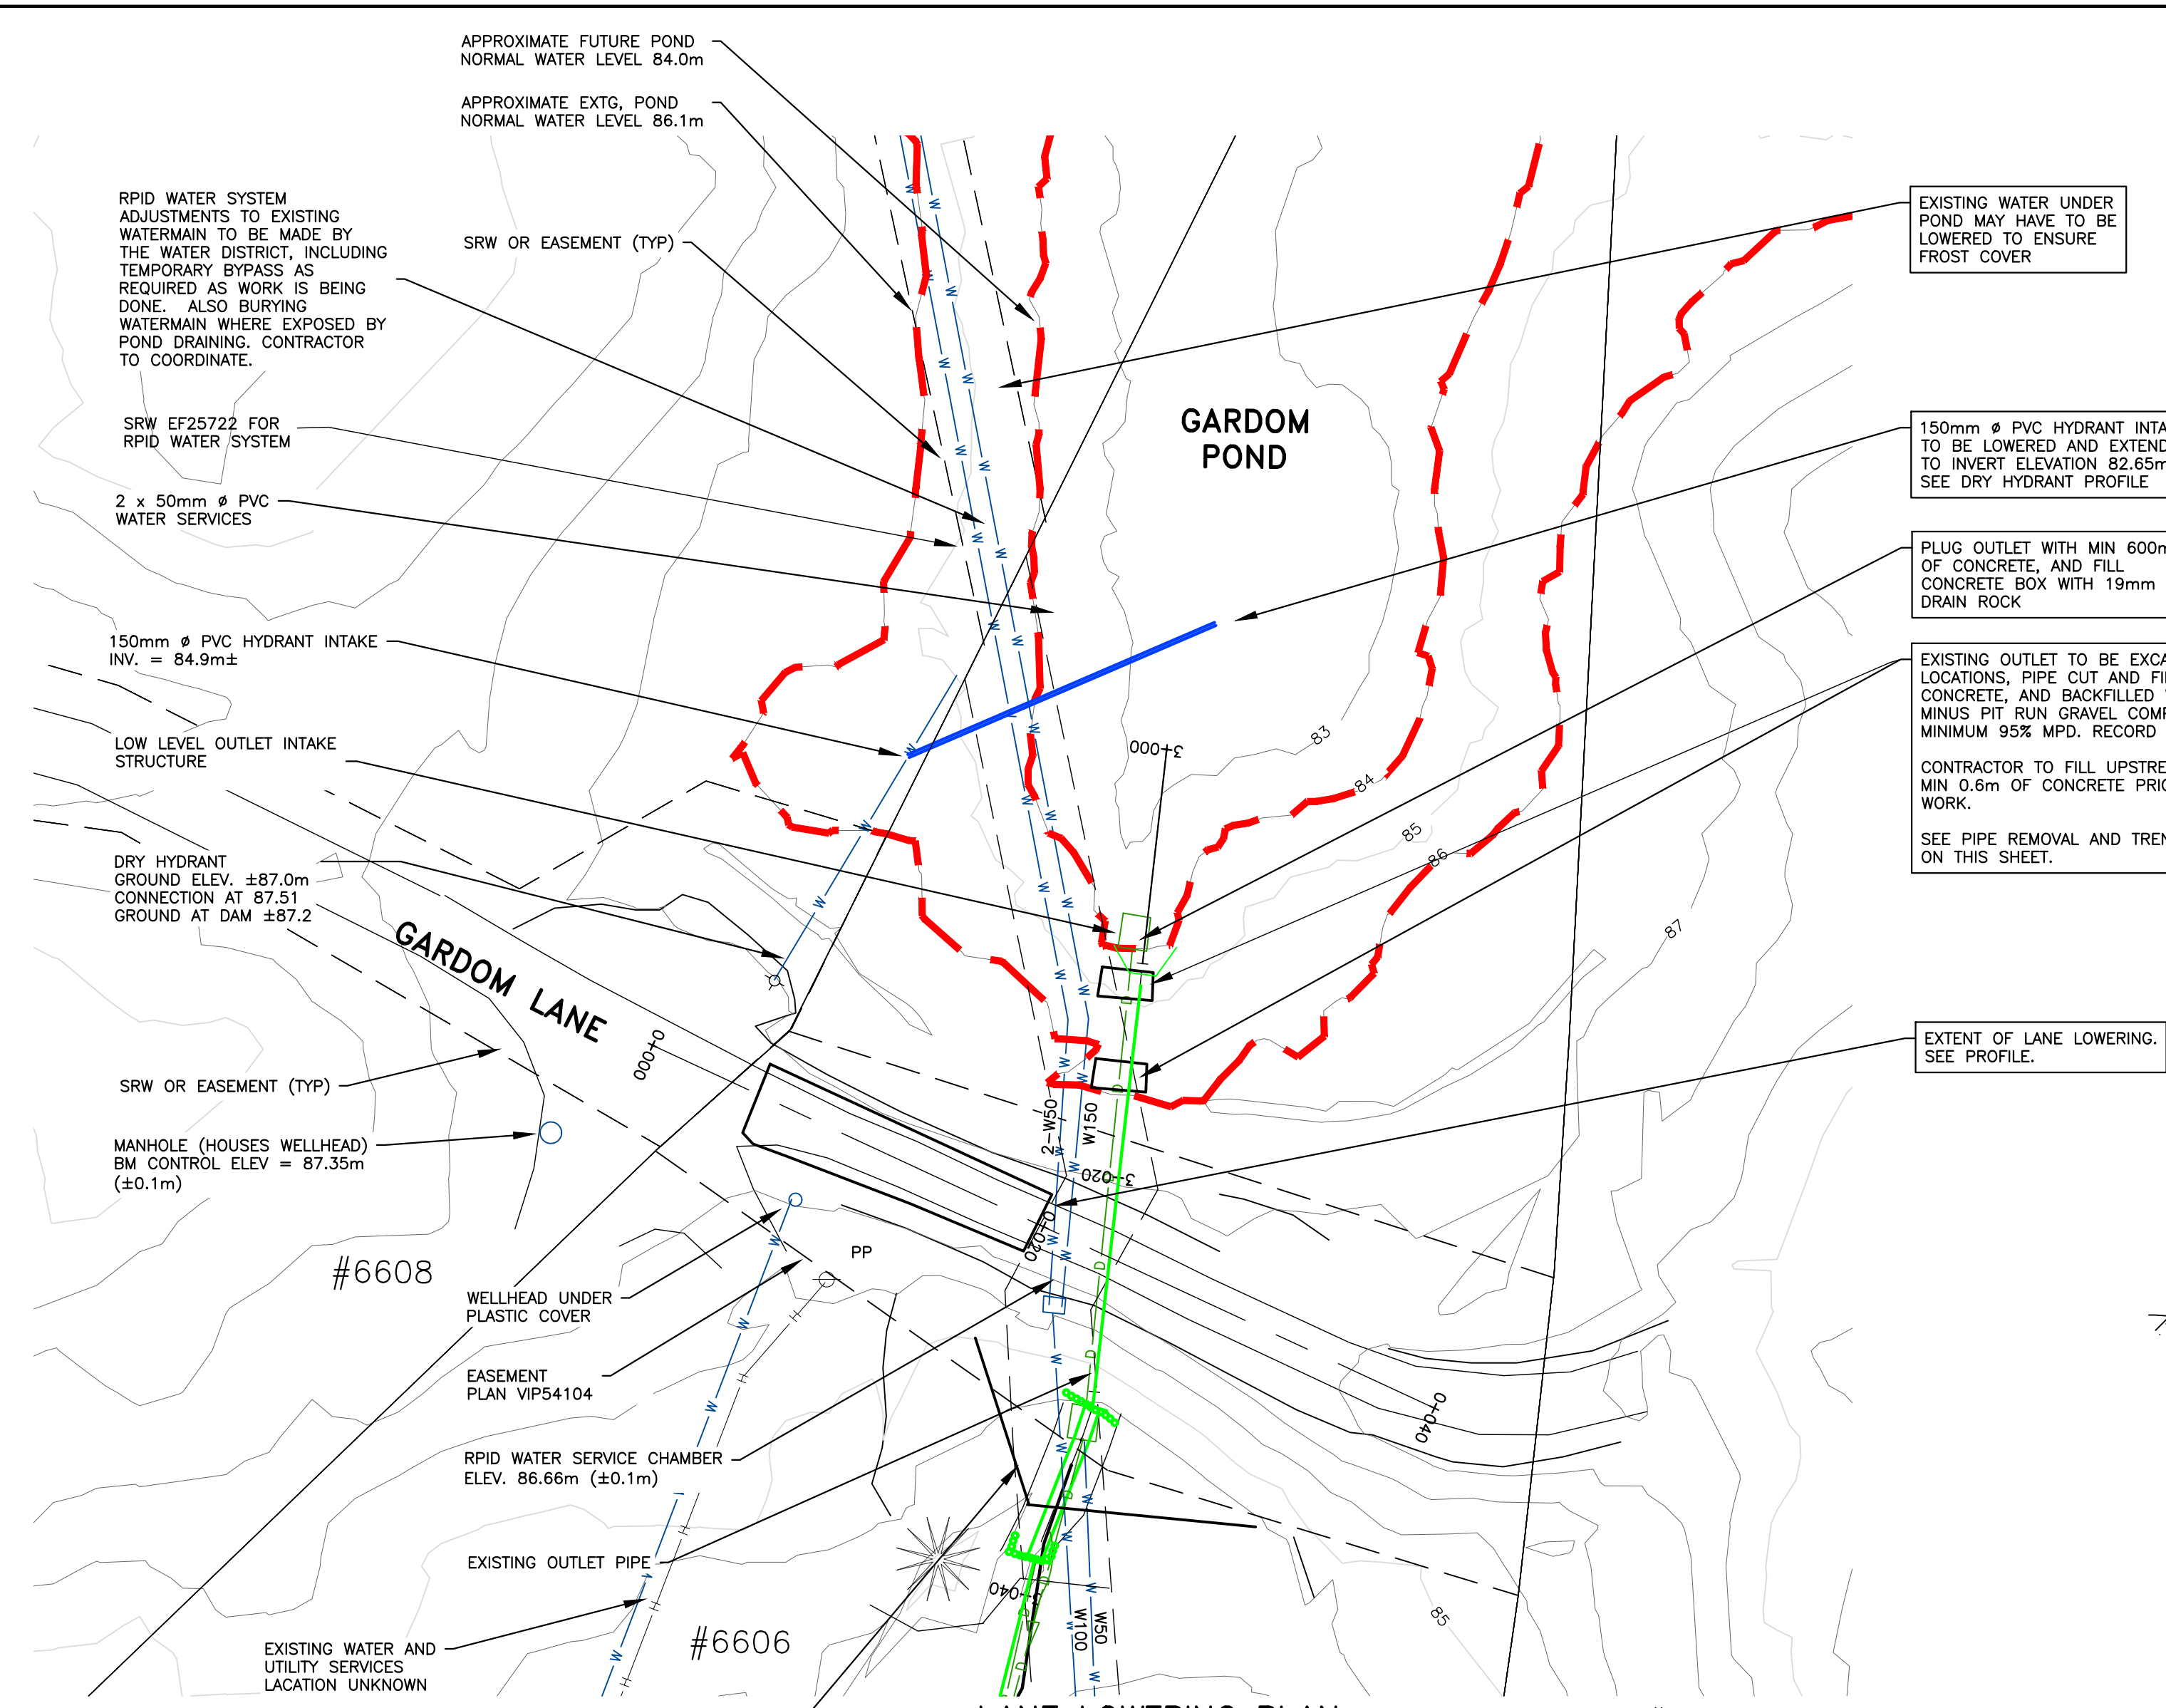 APPROXIMATE FUTURE POND
NORMAL WATER LEVEL 84.0m
APPROXIMATE EXTG, POND
NORMAL WATER LEVEL 86.1m
RPID WATER SYSTEM
ADJUSTMENTS TO EXISTING
WATERMAIN TO BE MADE BY
THE WATER DISTRICT, INCLUDING
TEMPORARY BYPASS AS
REQUIRED AS WORK IS BEING
DONE. ALSO BURYING
WATERMAIN WHERE EXPOSED BY
POND DRAINING. CONTRACTOR
TO COORDINATE.
SRW OR EASEMENT (TYP)
SRW EF25722 FOR
RPID WATER SYSTEM
2 x 50mm ø PVC
WATER SERVICES
150mm ø PVC HYDRANT INTAKE
INV. = 84.9m±
LOW LEVEL OUTLET INTAKE
STRUCTURE
DRY HYDRANT
GROUND ELEV. ±87.0m
CONNECTION AT 87.51
GROUND AT DAM ±87.2
SRW OR EASEMENT (TYP)
MANHOLE (HOUSES WELLHEAD)
BM CONTROL ELEV = 87.35m
(±0.1m)
#6608
WELLHEAD UNDER
PLASTIC COVER
EASEMENT
PLAN VIP54104
RPID WATER SERVICE CHAMBER
ELEV. 86.66m (±0.1m)
EXISTING OUTLET PIPE
EXISTING WATER AND
UTILITY SERVICES
LACATION UNKNOWN
#6606
GARDOM
POND
GARDOM LANE
0+000
0+020
0+040
3-000
3-020
3-040
PP
2-W50
W150
W100
W50
83
84
85
86
87
85
EXISTING WATER UNDER
POND MAY HAVE TO BE
LOWERED TO ENSURE
FROST COVER
150mm ø PVC HYDRANT
TO BE LOWERED AND
TO INVERT ELEVATION 82.65m
SEE DRY HYDRANT PROFILE
PLUG OUTLET WITH MIN
OF CONCRETE, AND FILL
CONCRETE BOX WITH 19mm
DRAIN ROCK
EXISTING OUTLET TO BE
LOCATIONS, PIPE CUT AND
CONCRETE, AND BACKFILLED
MINUS PIT RUN GRAVEL
MINIMUM 95% MPD. RECORD
CONTRACTOR TO FILL
MIN 0.6m OF CONCRETE
WORK.
SEE PIPE REMOVAL AND
ON THIS SHEET.
EXTENT OF LANE LOWERING.
SEE PROFILE.
LANE LOWERING PLAN